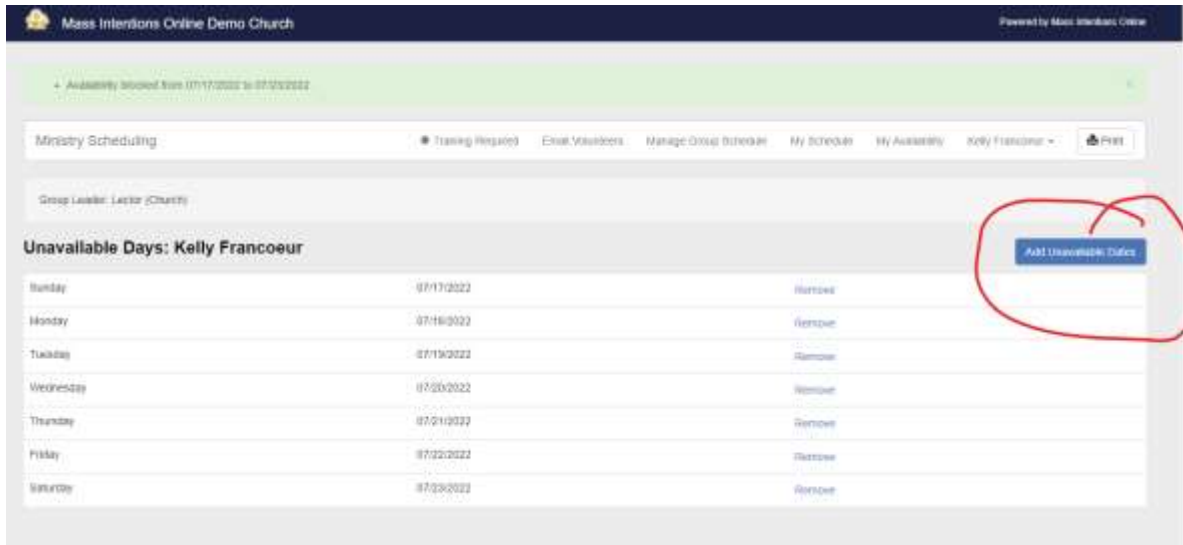 Mass Intentions Online Demo Church
Powered by Mass Intentions Online
Availability blocked from 07/17/2022 to 07/23/2022
Ministry Scheduling
Training Required
Email Volunteers
Manage Group Schedule
My Schedule
My Availability
Kelly Francoeur
Print
Group Leader: Lector (Church)
Unavailable Days: Kelly Francoeur
Add Unavailable Dates
Sunday 07/17/2022 Remove
Monday 07/18/2022 Remove
Tuesday 07/19/2022 Remove
Wednesday 07/20/2022 Remove
Thursday 07/21/2022 Remove
Friday 07/22/2022 Remove
Saturday 07/23/2022 Remove